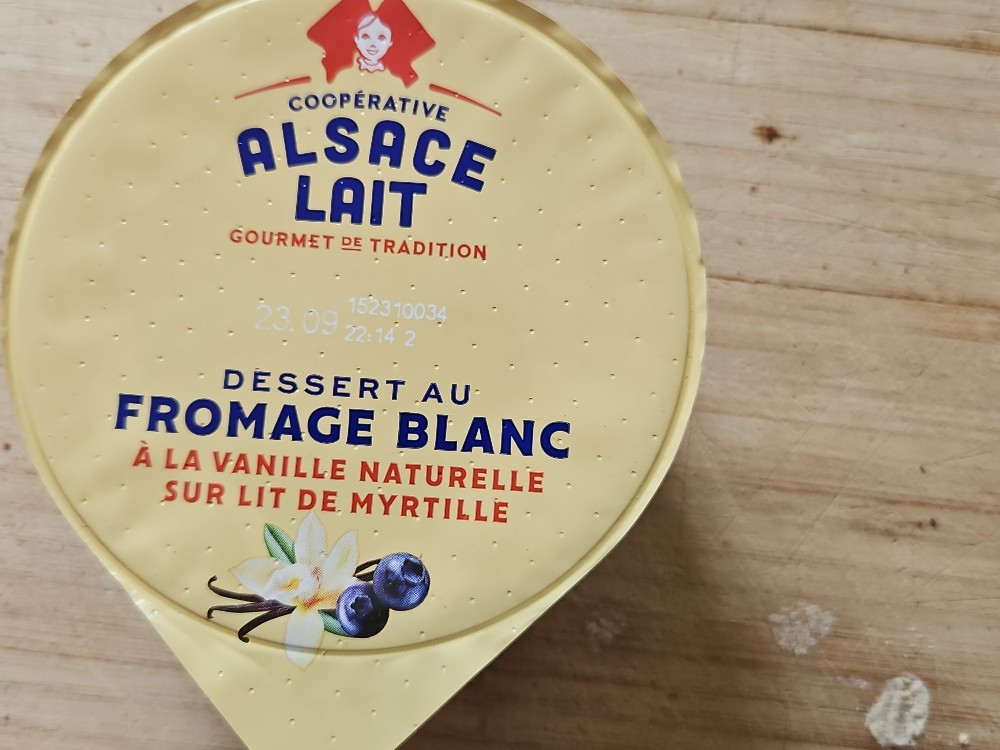 COOPÉRATIVE
ALSACE
LAIT
GOURMET DE TRADITION
23.09 152310034
22:14 2
DESSERT AU
FROMAGE BLANC
À LA VANILLE NATURELLE
SUR LIT DE MYRTILLE